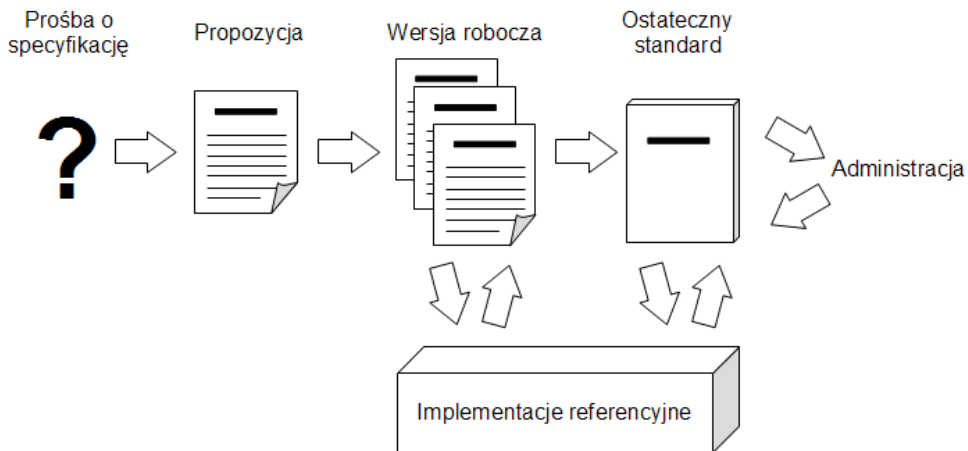 Prośba o
specyfikację
Propozycja
Wersja robocza
Ostateczny
standard
Administracja
Implementacje referencyjne